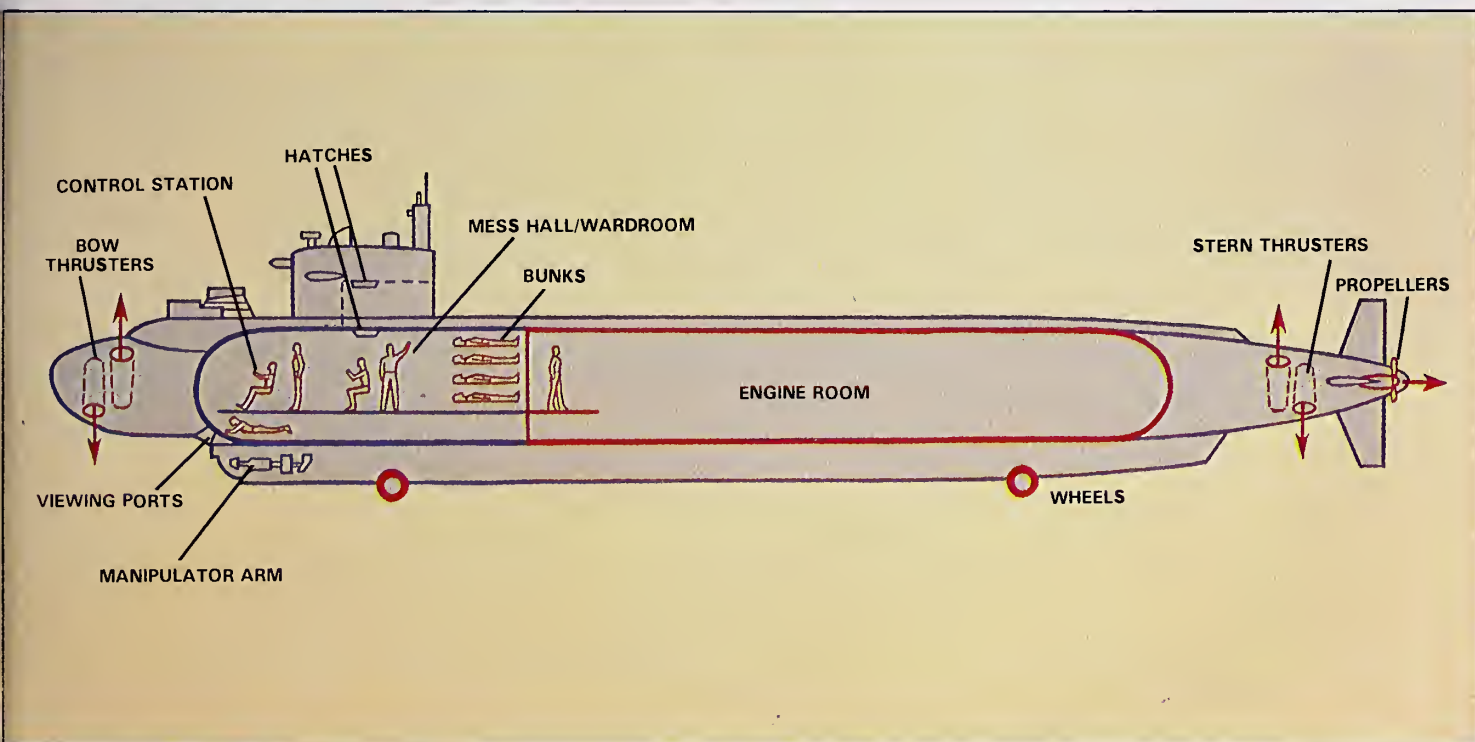 HATCHES
CONTROL STATION
MESS HALL/WARDROOM
BOW
THRUSTERS
BUNKS
STERN THRUSTERS
PROPELLERS
ENGINE ROOM
VIEWING PORTS
WHEELS
MANIPULATOR ARM